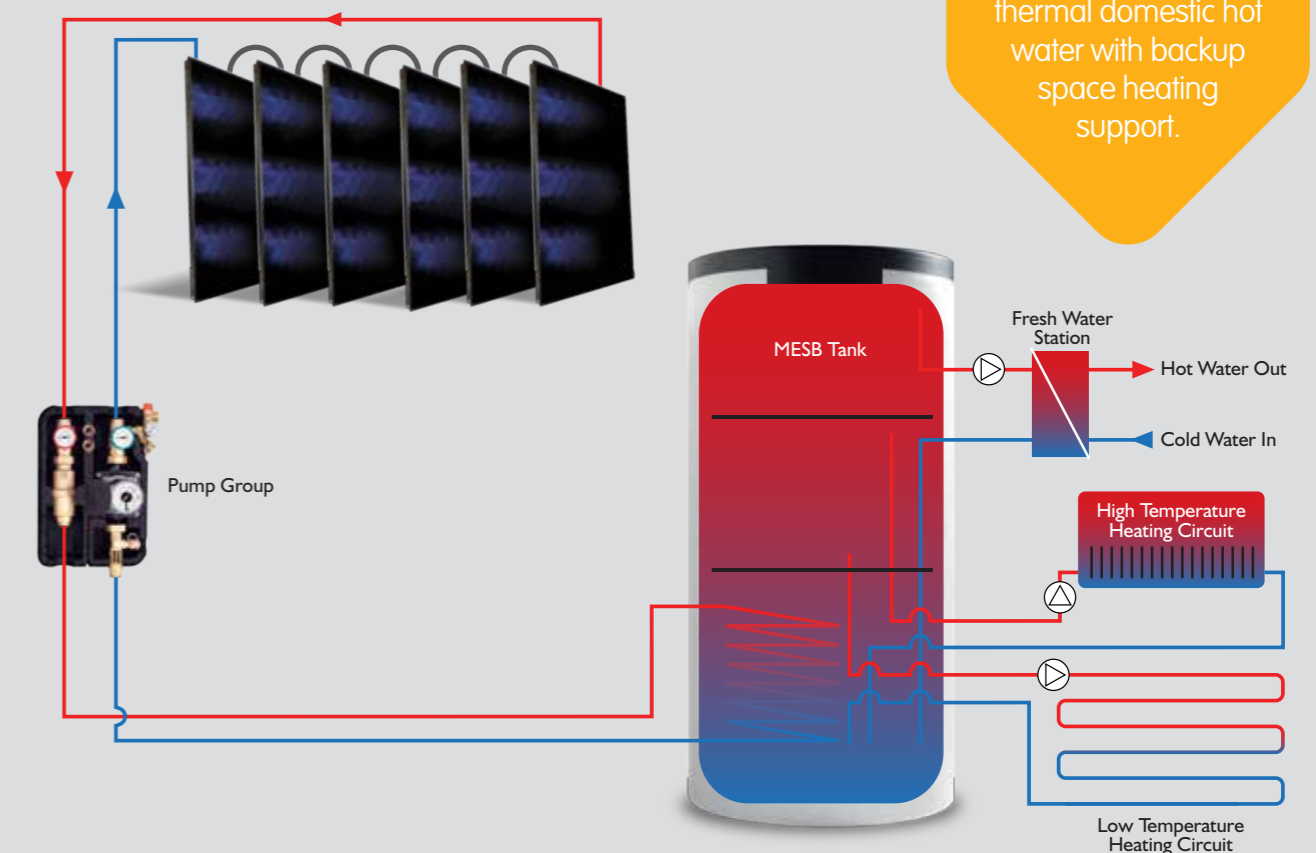 thermal domestic hot
water with backup
space heating
support.
MESB Tank
Fresh Water
Station
Hot Water Out
Cold Water In
Pump Group
High Temperature
Heating Circuit
Low Temperature
Heating Circuit